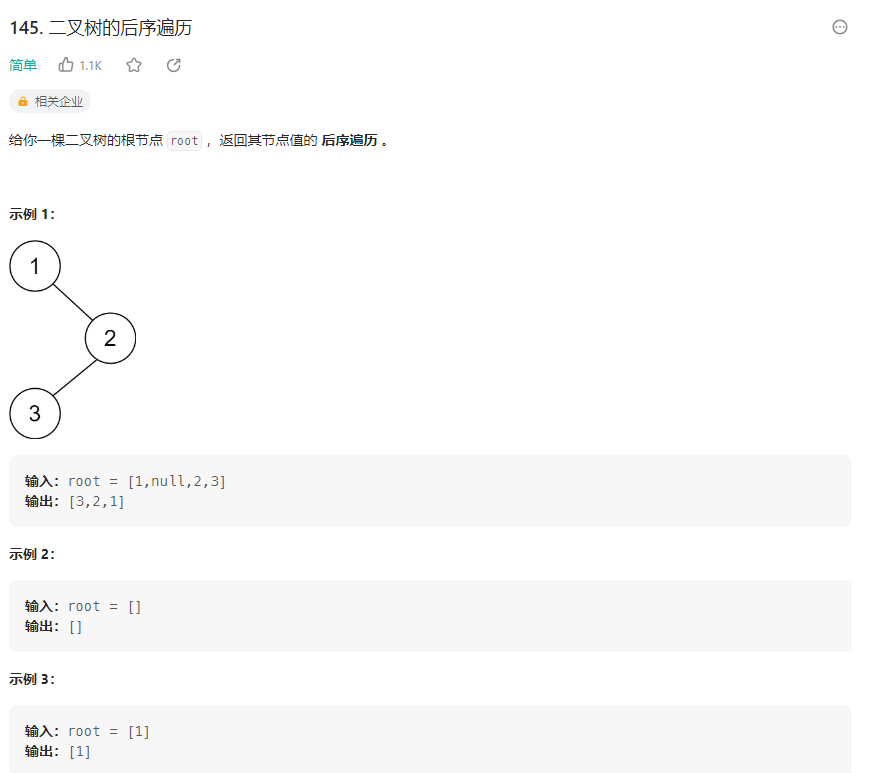 145. 二叉树的后序遍历
简单 1.1K
相关企业
给你一棵二叉树的根节点 root ，返回其节点值的 后序遍历 。
示例 1：
1
2
3
输入：root = [1,null,2,3]
输出：[3,2,1]
示例 2：
输入：root = []
输出：[]
示例 3：
输入：root = [1]
输出：[1]